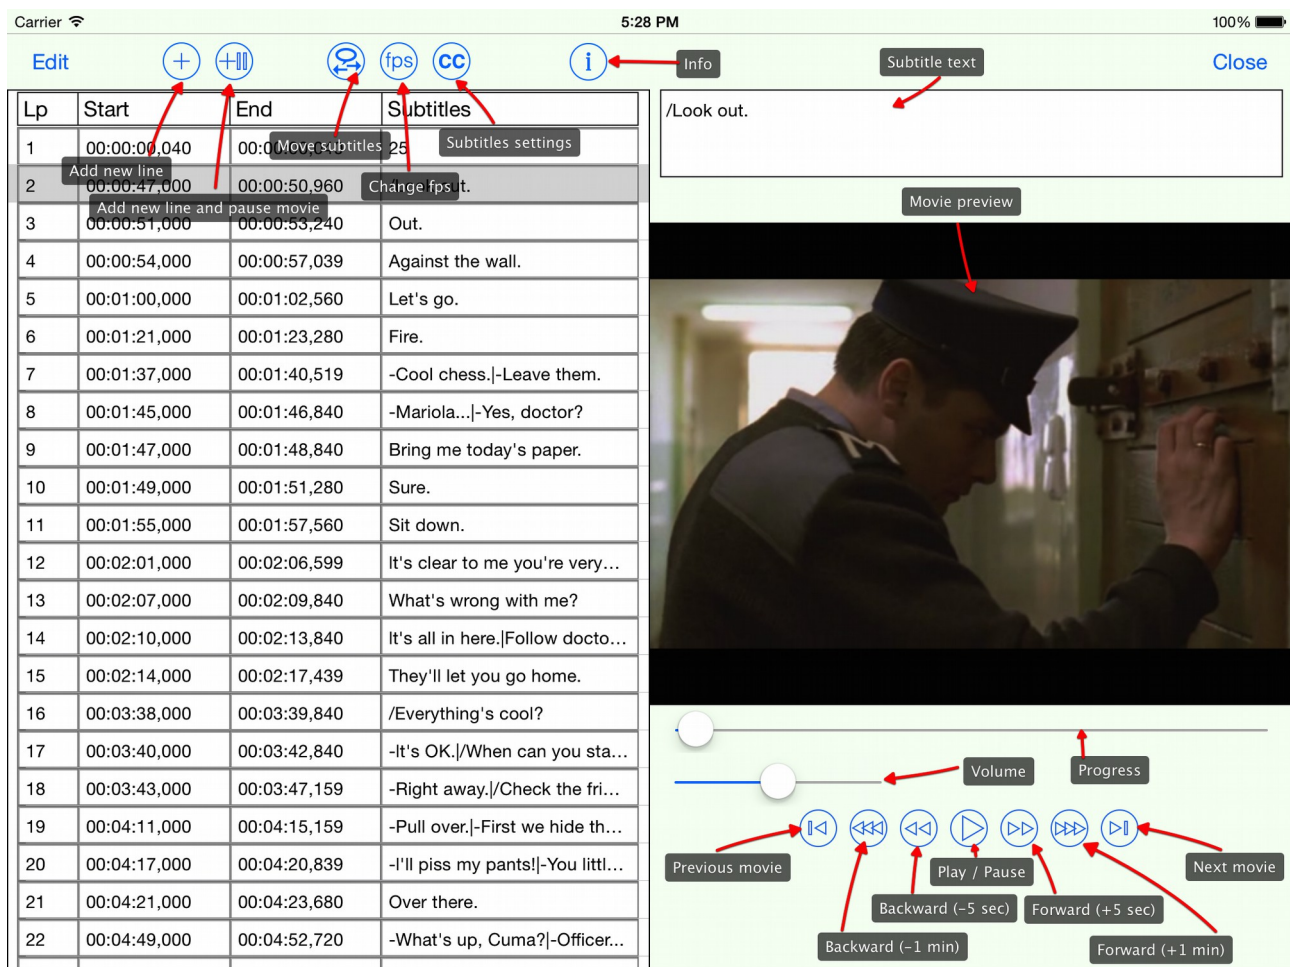 Carrier 5:28 PM 100%
Edit + + fps CC i Info Subtitle text Close
Lp Start End Subtitles
/Look out.
1 00:00:00,040 25
Move subtitles
Subtitles settings
Add new line
2 00:00:47,000 00:00:50,960
Change fps
Add new line and pause movie
Movie preview
3 00:00:51,000 00:00:53,240 Out.
4 00:00:54,000 00:00:57,039 Against the wall.
5 00:01:00,000 00:01:02,560 Let's go.
6 00:01:21,000 00:01:23,280 Fire.
7 00:01:37,000 00:01:40,519 -Cool chess.|-Leave them.
8 00:01:45,000 00:01:46,840 -Mariola...|-Yes, doctor?
9 00:01:47,000 00:01:48,840 Bring me today's paper.
10 00:01:49,000 00:01:51,280 Sure.
11 00:01:55,000 00:01:57,560 Sit down.
12 00:02:01,000 00:02:06,599 It's clear to me you're very...
13 00:02:07,000 00:02:09,840 What's wrong with me?
14 00:02:10,000 00:02:13,840 It's all in here.|Follow docto...
15 00:02:14,000 00:02:17,439 They'll let you go home.
16 00:03:38,000 00:03:39,840 /Everything's cool?
17 00:03:40,000 00:03:42,840 -It's OK.|/When can you sta...
18 00:03:43,000 00:03:47,159 -Right away.|/Check the fri...
19 00:04:11,000 00:04:15,159 -Pull over.|-First we hide th...
20 00:04:17,000 00:04:20,839 -I'll piss my pants!|-You littl...
21 00:04:21,000 00:04:23,680 Over there.
22 00:04:49,000 00:04:52,720 -What's up, Cuma?|-Officer...
Volume
Progress
Previous movie
Play / Pause
Next movie
Backward (-5 sec)
Forward (+5 sec)
Backward (-1 min)
Forward (+1 min)